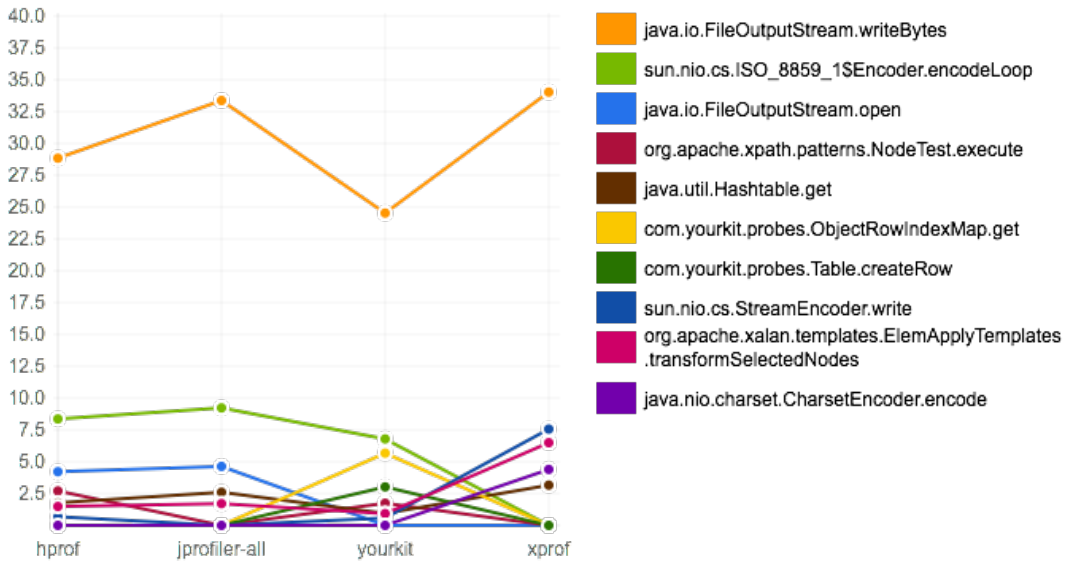 40.0
37.5
35.0
32.5
30.0
27.5
25.0
22.5
20.0
17.5
15.0
12.5
10.0
7.5
5.0
2.5
hprof jprofiler-all yourkit xprof
java.io.FileOutputStream.writeBytes
sun.nio.cs.ISO_8859_1$Encoder.encodeLoop
java.io.FileOutputStream.open
org.apache.xpath.patterns.NodeTest.execute
java.util.Hashtable.get
com.yourkit.probes.ObjectRowIndexMap.get
com.yourkit.probes.Table.createRow
sun.nio.cs.StreamEncoder.write
org.apache.xalan.templates.ElemApplyTemplates
.transformSelectedNodes
java.nio.charset.CharsetEncoder.encode